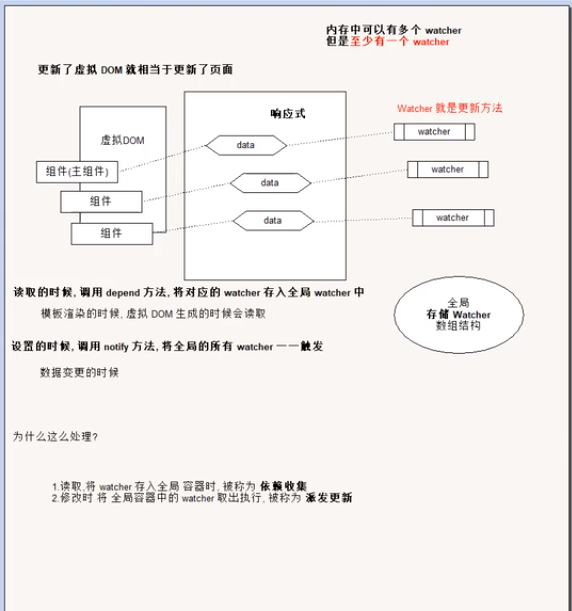 内存中可以有多个 watcher
但是至少有一个 watcher
更新了虚拟 DOM 就相当于更新了页面
响应式
Watcher 就是更新方法
虚拟DOM
data
watcher
组件(主组件)
data
watcher
组件
data
watcher
组件
读取的时候, 调用 depend 方法, 将对应的 watcher 存入全局 watcher 中
模板渲染的时候, 虚拟 DOM 生成的时候会读取
全局
存储 Watcher
数组结构
设置的时候, 调用 notify 方法, 将全局的所有 watcher 一一触发
数据变更的时候
为什么这么处理?
1.读取,将 watcher 存入全局 容器时, 被称为 依赖收集
2.修改时 将 全局容器中的 watcher 取出执行, 被称为 派发更新